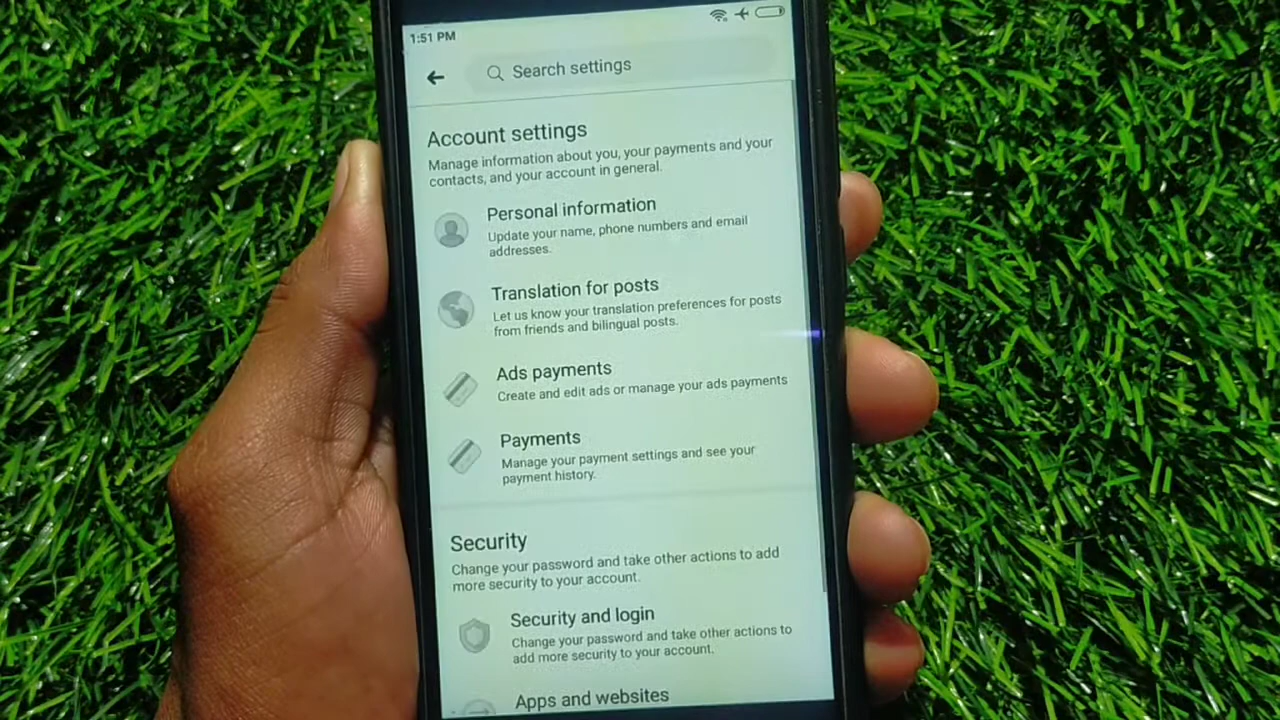 1:51 PM
Search settings
Account settings
Manage information about you, your payments and your
contacts, and your account in general.
Personal information
Update your name, phone numbers and email
addresses.
Translation for posts
Let us know your translation preferences for posts
from friends and bilingual posts.
Ads payments
Create and edit ads or manage your ads payments
Payments
Manage your payment settings and see your
payment history.
Security
Change your password and take other actions to add
more security to your account.
Security and login
Change your password and take other actions to
add more security to your account.
Apps and websites